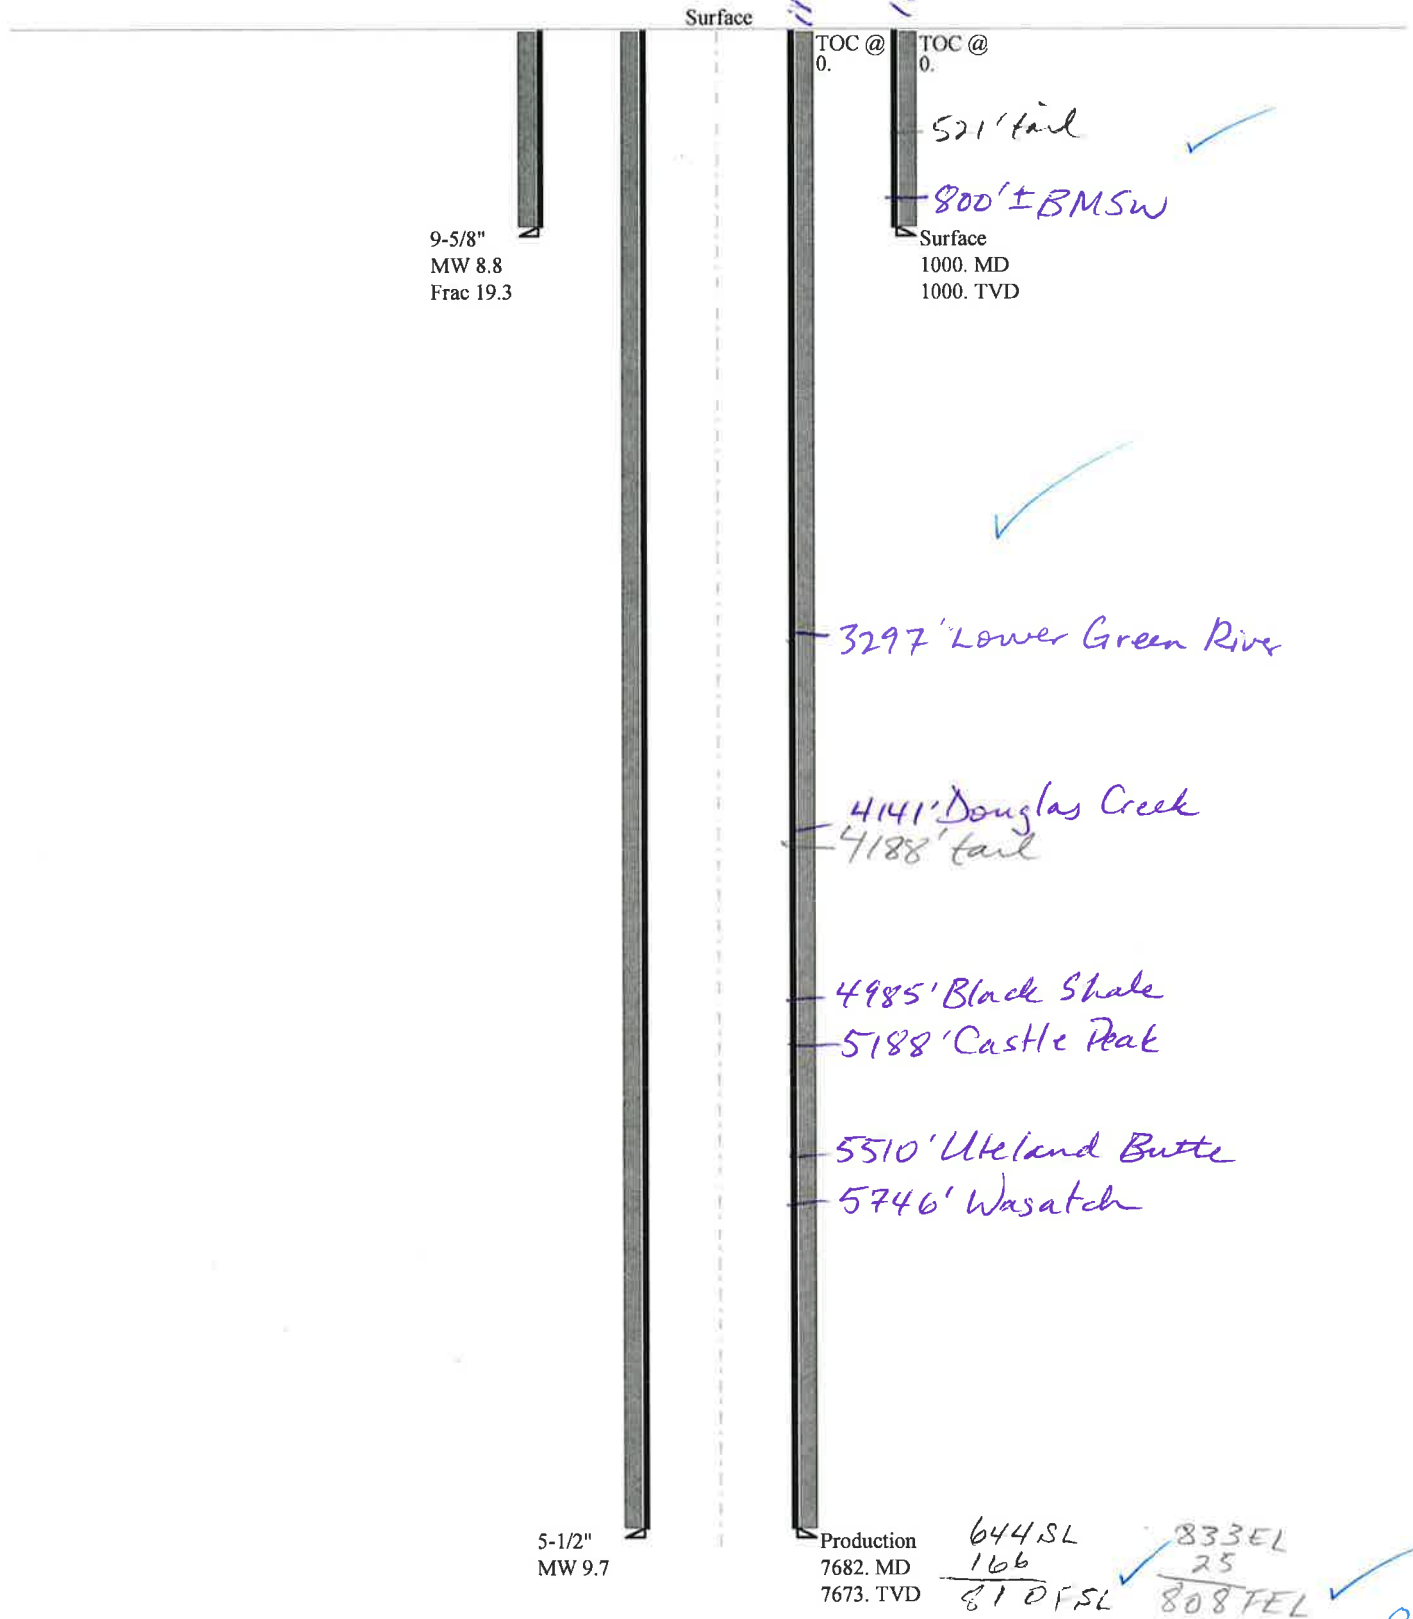 Surface
TOC @
0.
TOC @
0.
521' tail
800'± BMSW
9-5/8"
MW 8.8
Frac 19.3
Surface
1000. MD
1000. TVD
3297' Lower Green River
4141' Douglas Creek
4188' tail
4985' Black Shale
5188' Castle Peak
5510' Uteland Butte
5746' Wasatch
5-1/2"
MW 9.7
Production
7682. MD
7673. TVD
644 SL
166
810 FSL
833 EL
25
808 FEL